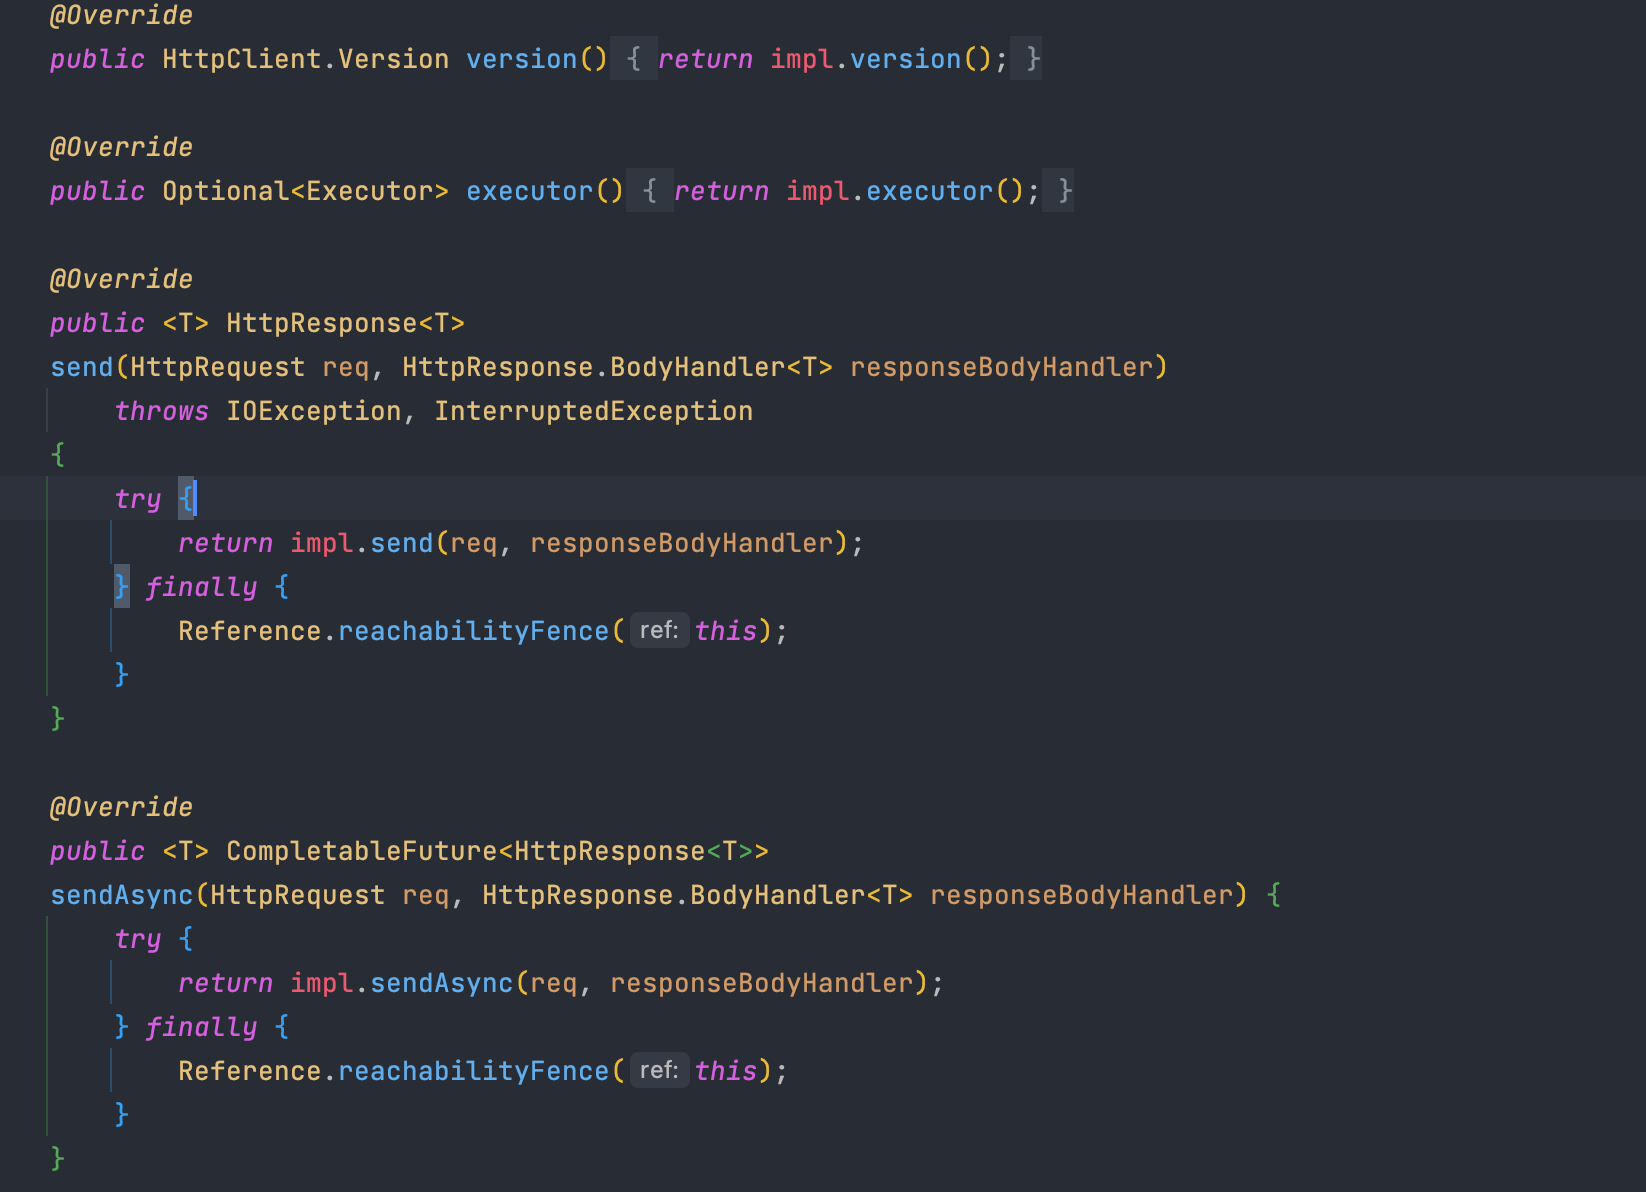 @Override
public HttpClient.Version version() { return impl.version(); }
@Override
public Optional<Executor> executor() { return impl.executor(); }
@Override
public <T> HttpResponse<T>
send(HttpRequest req, HttpResponse.BodyHandler<T> responseBodyHandler)
throws IOException, InterruptedException
{
try {
return impl.send(req, responseBodyHandler);
} finally {
Reference.reachabilityFence( ref: this);
}
}
@Override
public <T> CompletableFuture<HttpResponse<T>>
sendAsync(HttpRequest req, HttpResponse.BodyHandler<T> responseBodyHandler) {
try {
return impl.sendAsync(req, responseBodyHandler);
} finally {
Reference.reachabilityFence( ref: this);
}
}